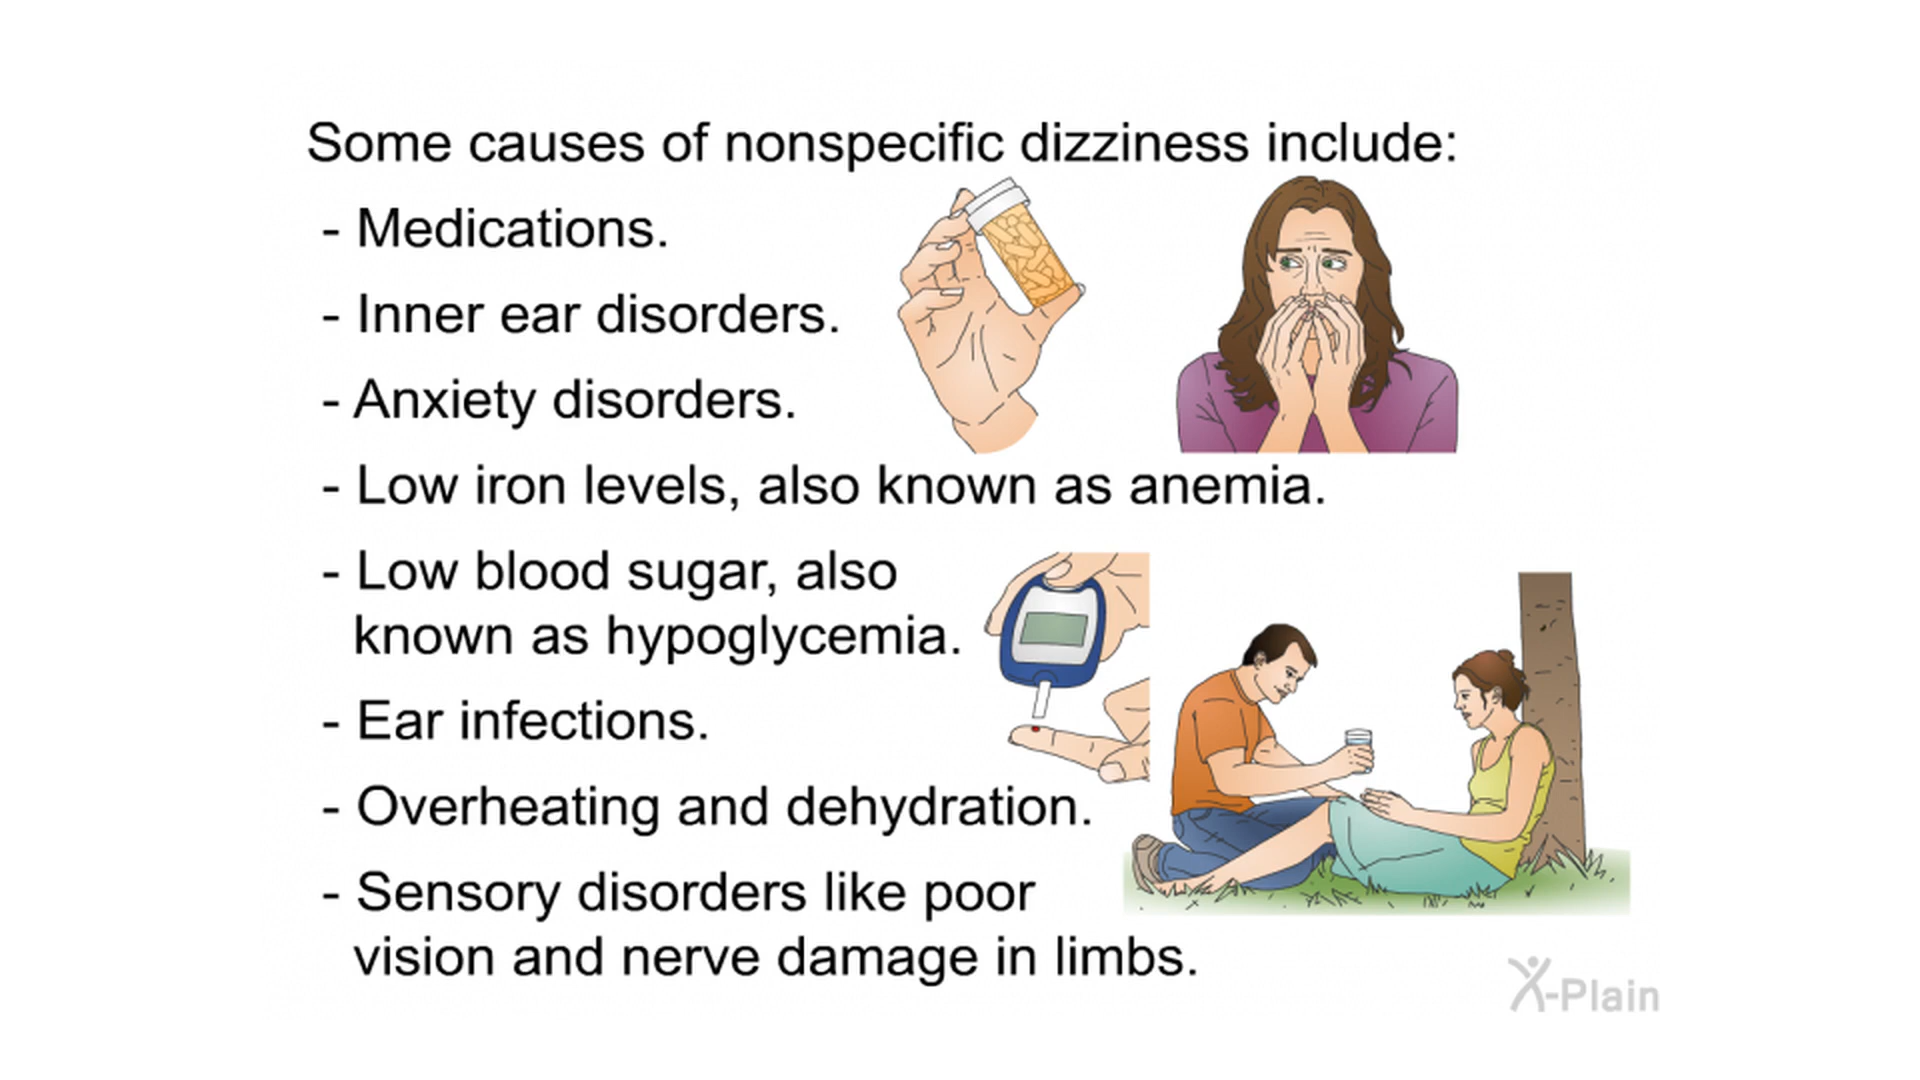 Some causes of nonspecific dizziness include:
- Medications.
- Inner ear disorders.
- Anxiety disorders.
- Low iron levels, also known as anemia.
- Low blood sugar, also
known as hypoglycemia.
- Ear infections.
- Overheating and dehydration.
- Sensory disorders like poor
vision and nerve damage in limbs.
X-Plain